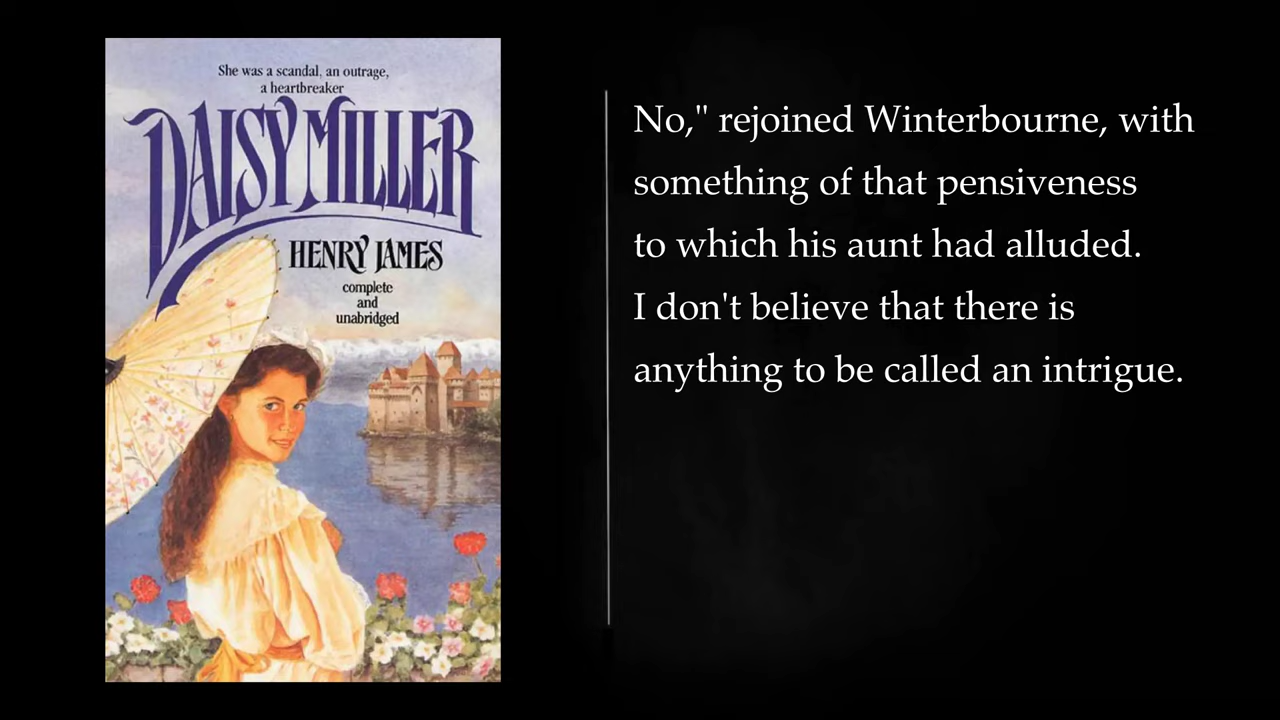 She was a scandal, an outrage,
a heartbreaker
DAISY MILLER
HENRY JAMES
complete
and
unabridged
No," rejoined Winterbourne, with
something of that pensiveness
to which his aunt had alluded.
I don't believe that there is
anything to be called an intrigue.